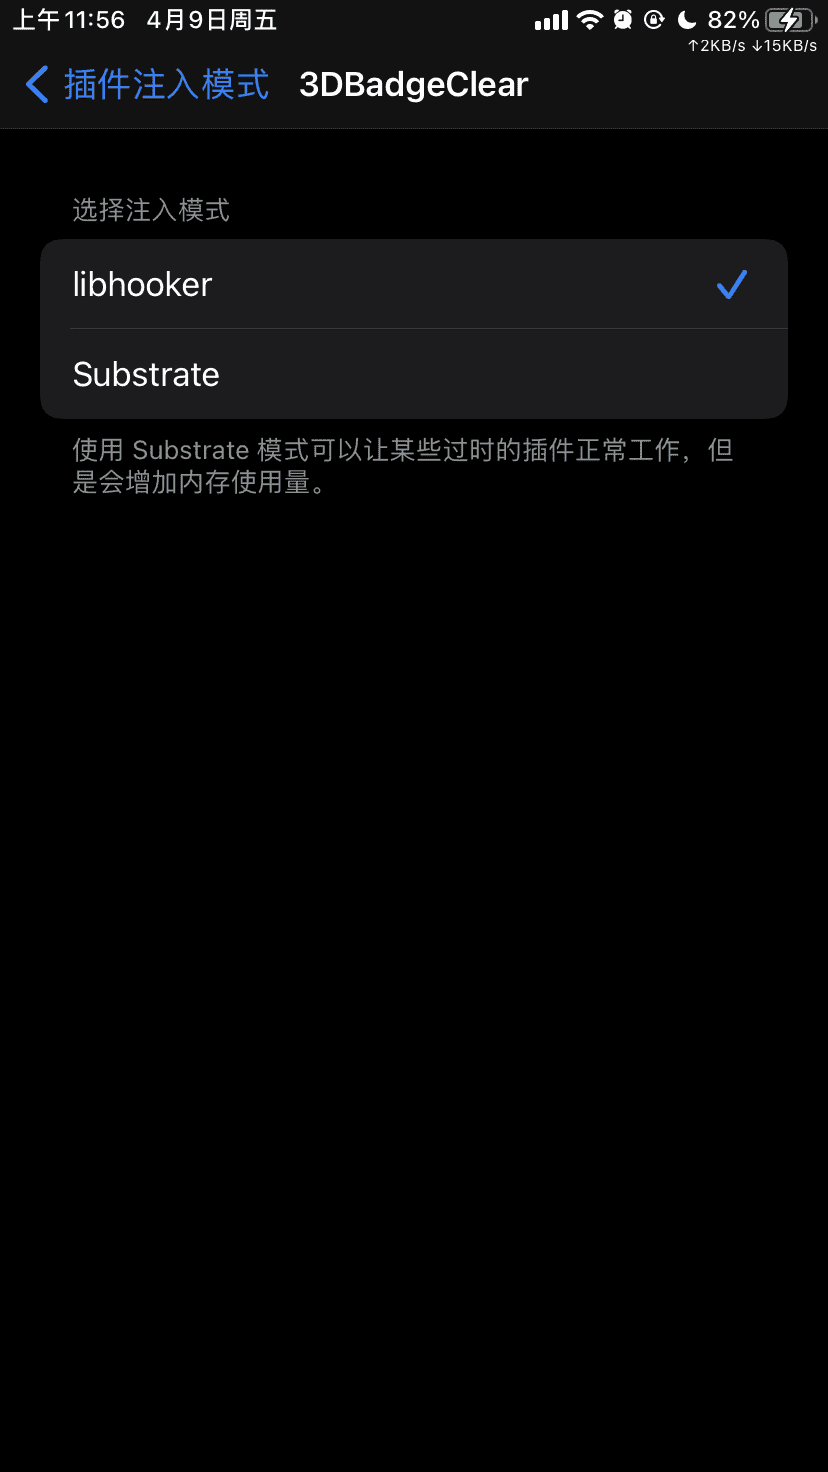 上午11:56 4月9日周五 82%
↑2KB/s ↓15KB/s
插件注入模式 3DBadgeClear
选择注入模式
libhooker
Substrate
使用 Substrate 模式可以让某些过时的插件正常工作，但
是会增加内存使用量。